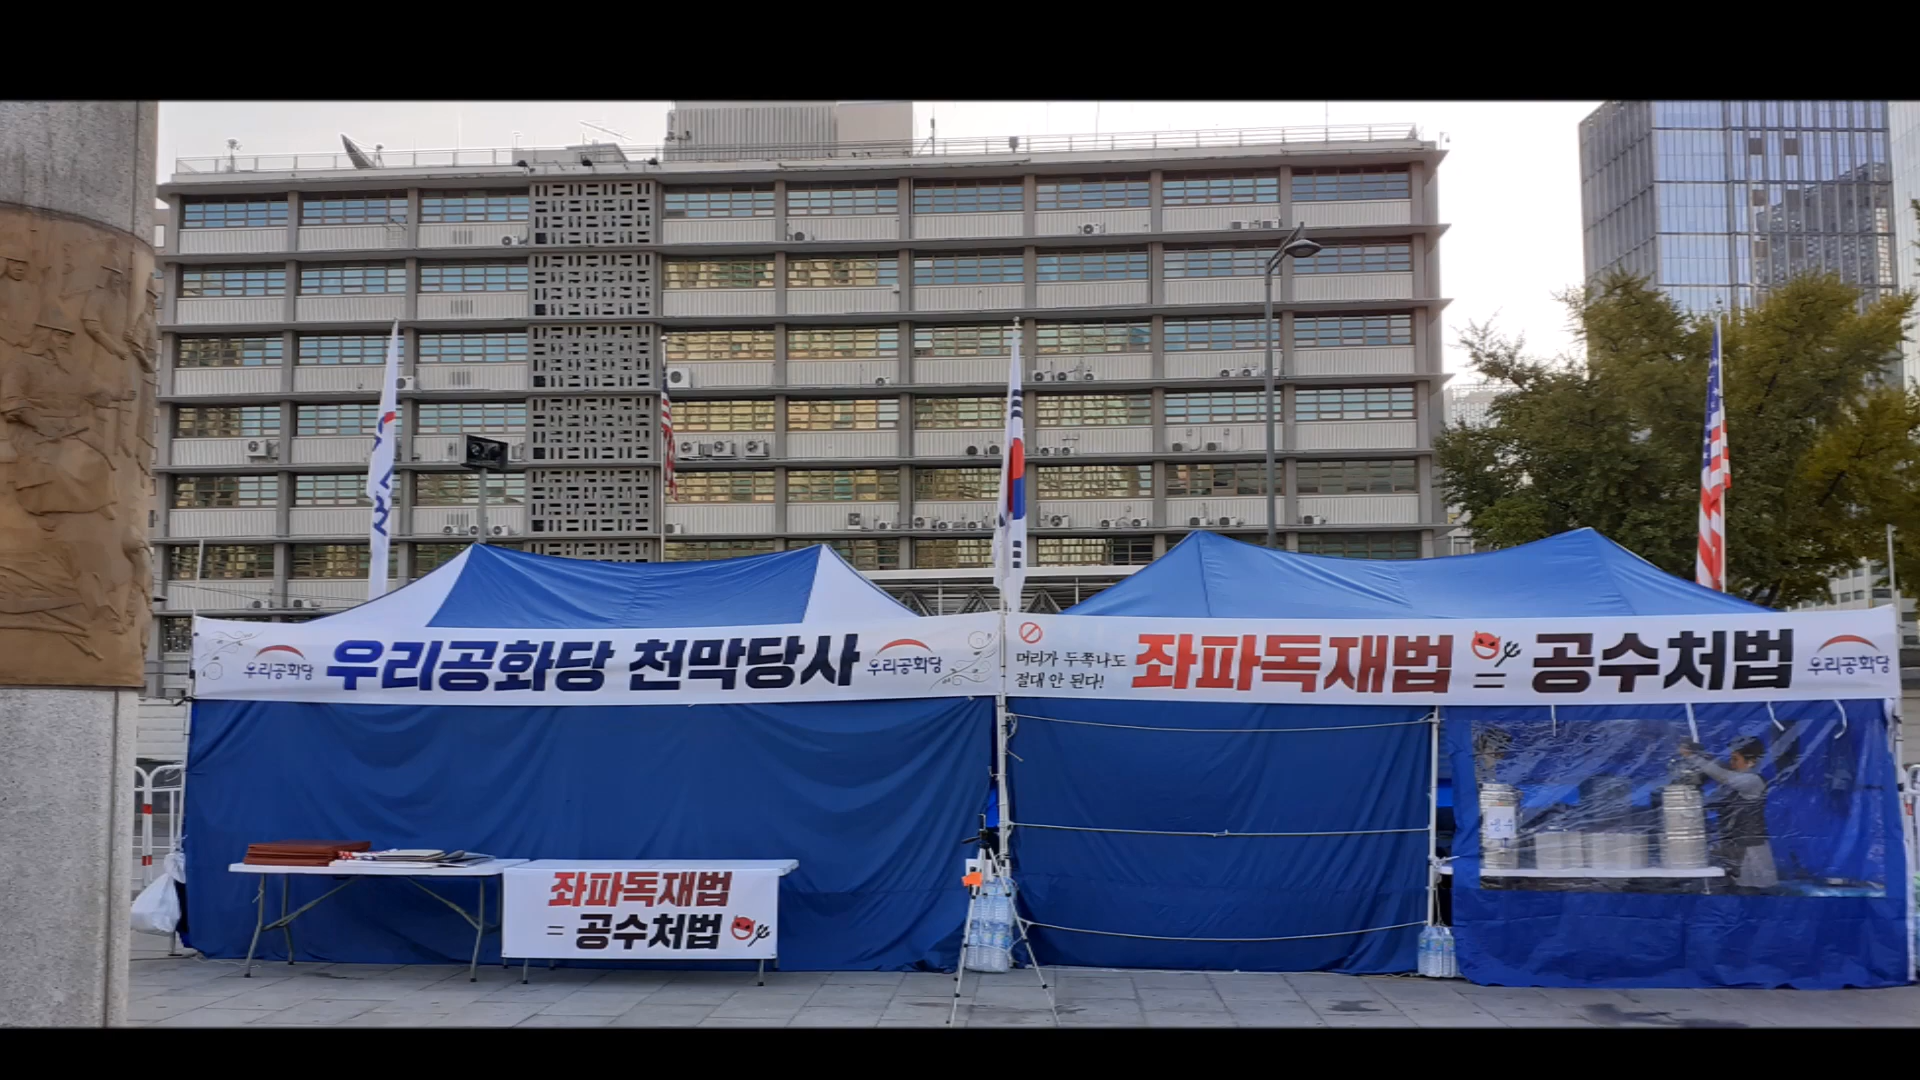 우리공화당
우리공화당 천막당사
우리공화당
머리가 두쪽나도
절대 안 된다!
좌파독재법 = 공수처법
우리공화당
좌파독재법
= 공수처법